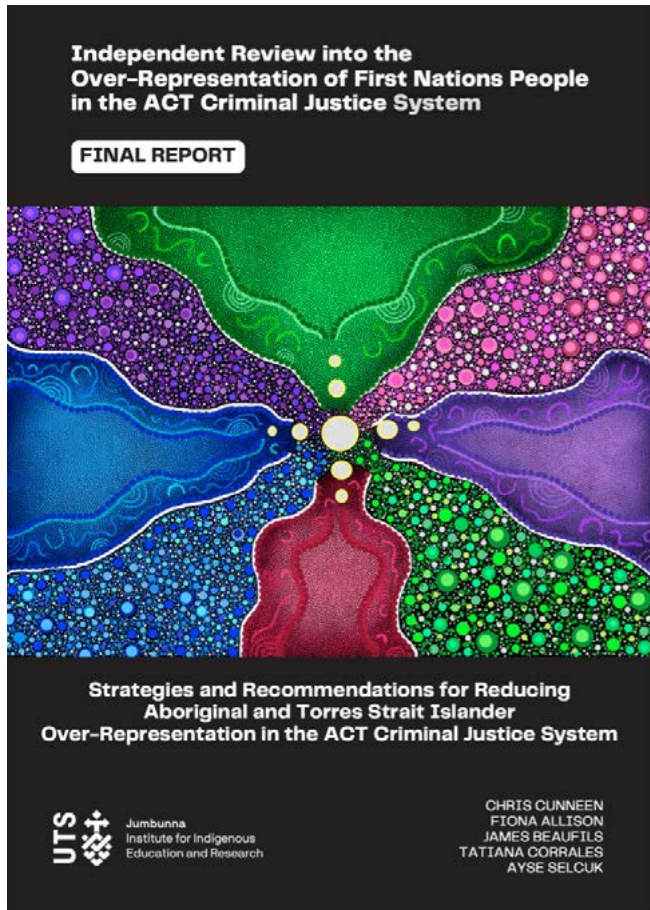 Independent Review into the
Over-Representation of First Nations People
in the ACT Criminal Justice System
FINAL REPORT
Strategies and Recommendations for Reducing
Aboriginal and Torres Strait Islander
Over-Representation in the ACT Criminal Justice System
UTS
Jumbunna
Institute for Indigenous
Education and Research
CHRIS CUNNEEN
FIONA ALLISON
JAMES BEAUFILS
TATIANA CORRALES
AYSE SELCUK